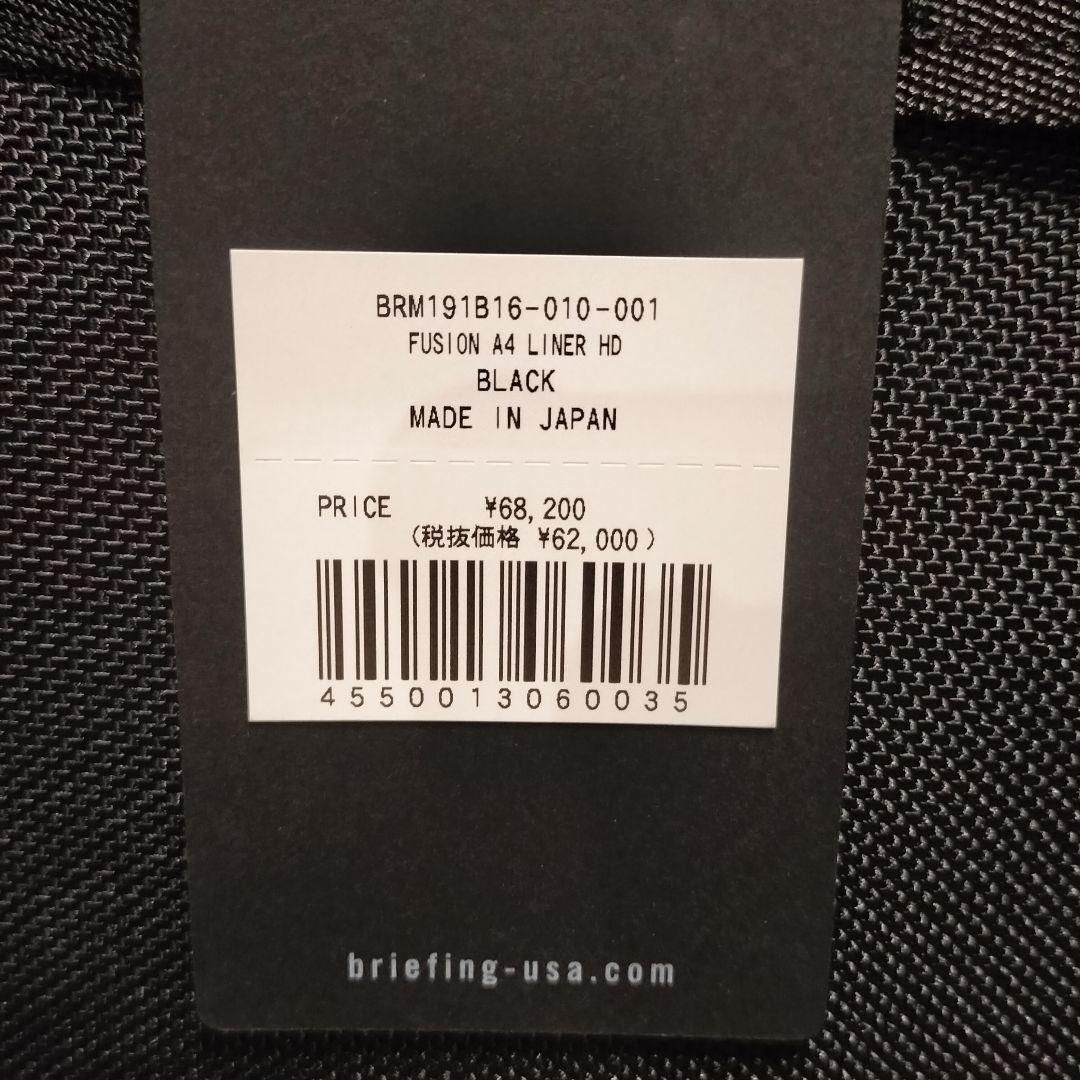 BRM191B16-010-001
FUSION A4 LINER HD
BLACK
MADE IN JAPAN
PRICE ¥68,200
(税抜価格 ¥62,000)
4550013060035
briefing-usa.com